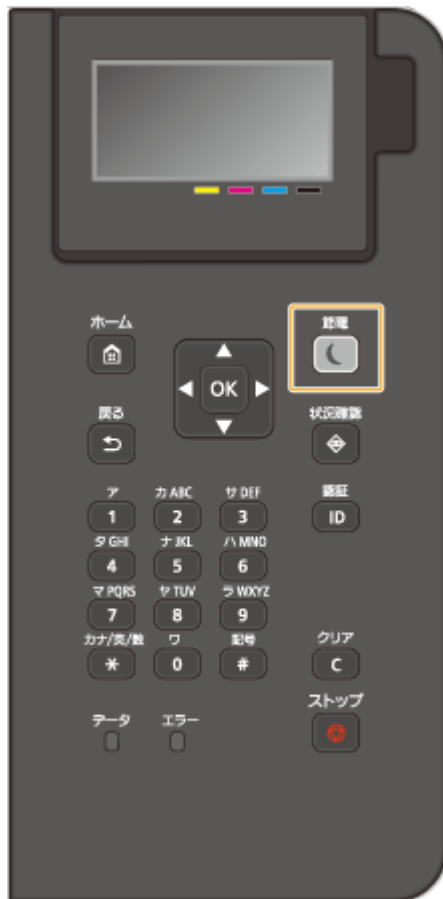 ホーム
節電
OK
戻る
状況確認
ア
カ ABC
サ DEF
認証
1
2
3
ID
タ GHI
ナ JKL
ハ MNO
4
5
6
マ PQRS
ヤ TUV
ラ WXYZ
7
8
9
カナ/英/数
ワ
記号
クリア
*
0
#
C
ストップ
データ
エラー